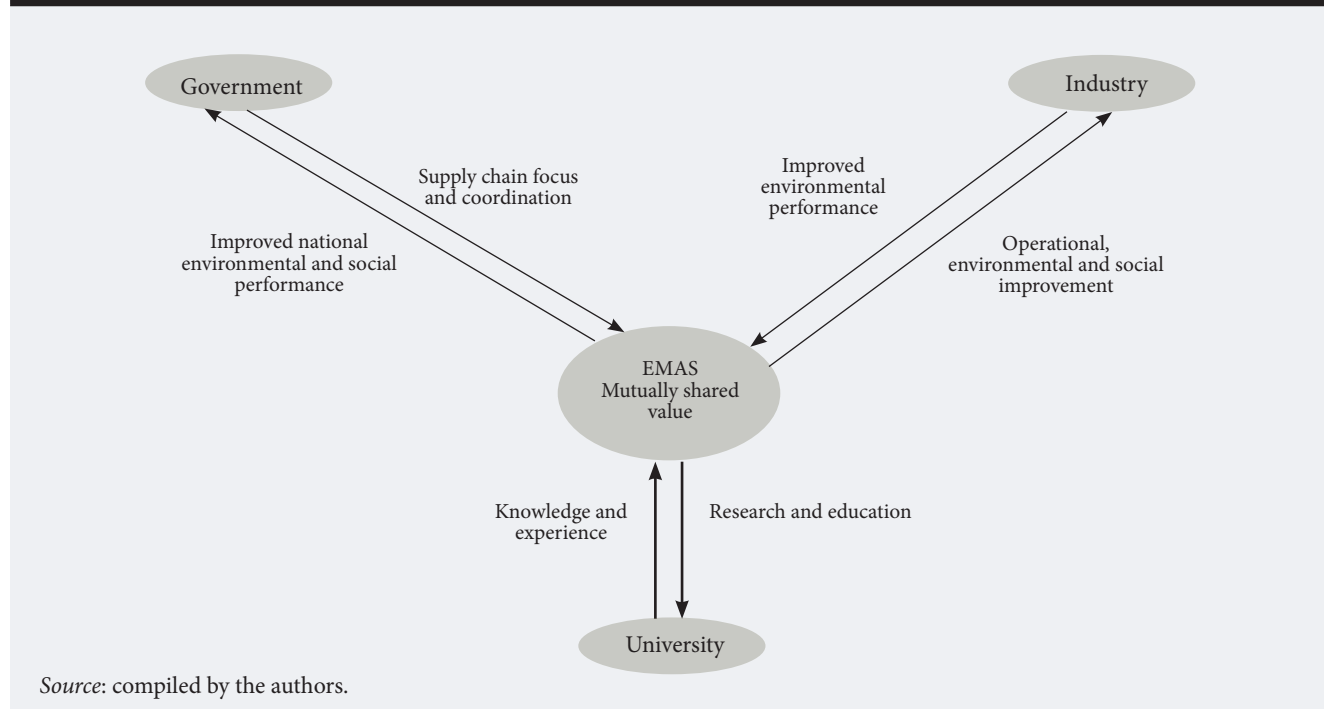 Government
Industry
Supply chain focus
and coordination
Improved
environmental
performance
Improved national
environmental and social
performance
Operational,
environmental and social
improvement
EMAS
Mutually shared
value
Knowledge and
experience
Research and education
University
Source: compiled by the authors.